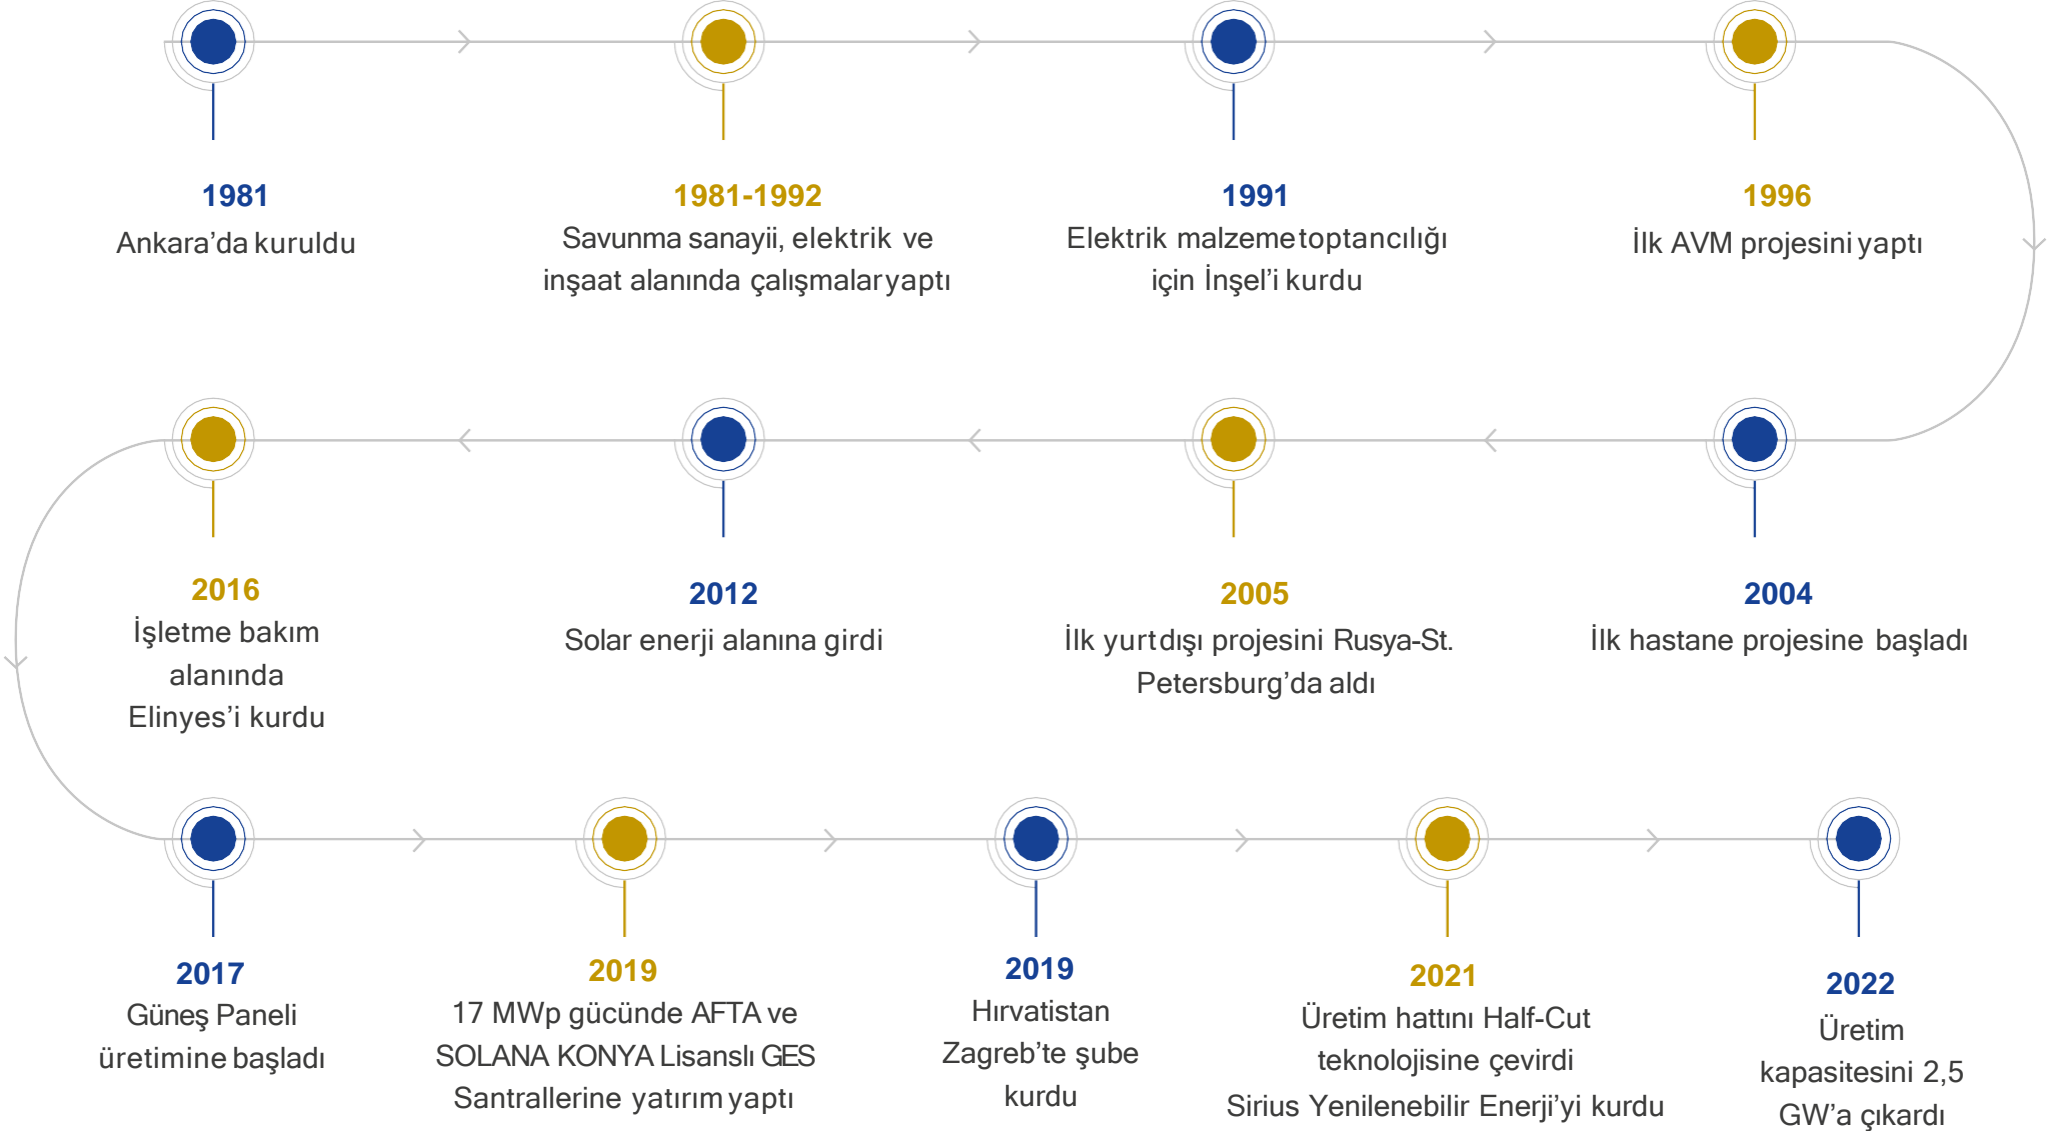 1981
Ankara’da kuruldu
1981-1992
Savunma sanayii, elektrik ve
inşaat alanında çalışmalar yaptı
1991
Elektrik malzeme toptancılığı
için İnşel’i kurdu
1996
İlk AVM projesini yaptı
2016
İşletme bakım
alanında
Elinyes’i kurdu
2012
Solar enerji alanına girdi
2005
İlk yurtdışı projesini Rusya-St.
Petersburg’da aldı
2004
İlk hastane projesine başladı
2017
Güneş Paneli
üretimine başladı
2019
17 MWp gücünde AFTA ve
SOLANA KONYA Lisanslı GES
Santrallerine yatırım yaptı
2019
Hırvatistan
Zagreb’te şube
kurdu
2021
Üretim hattını Half-Cut
teknolojisine çevirdi
Sirius Yenilenebilir Enerji’yi kurdu
2022
Üretim
kapasitesini 2,5
GW’a çıkardı